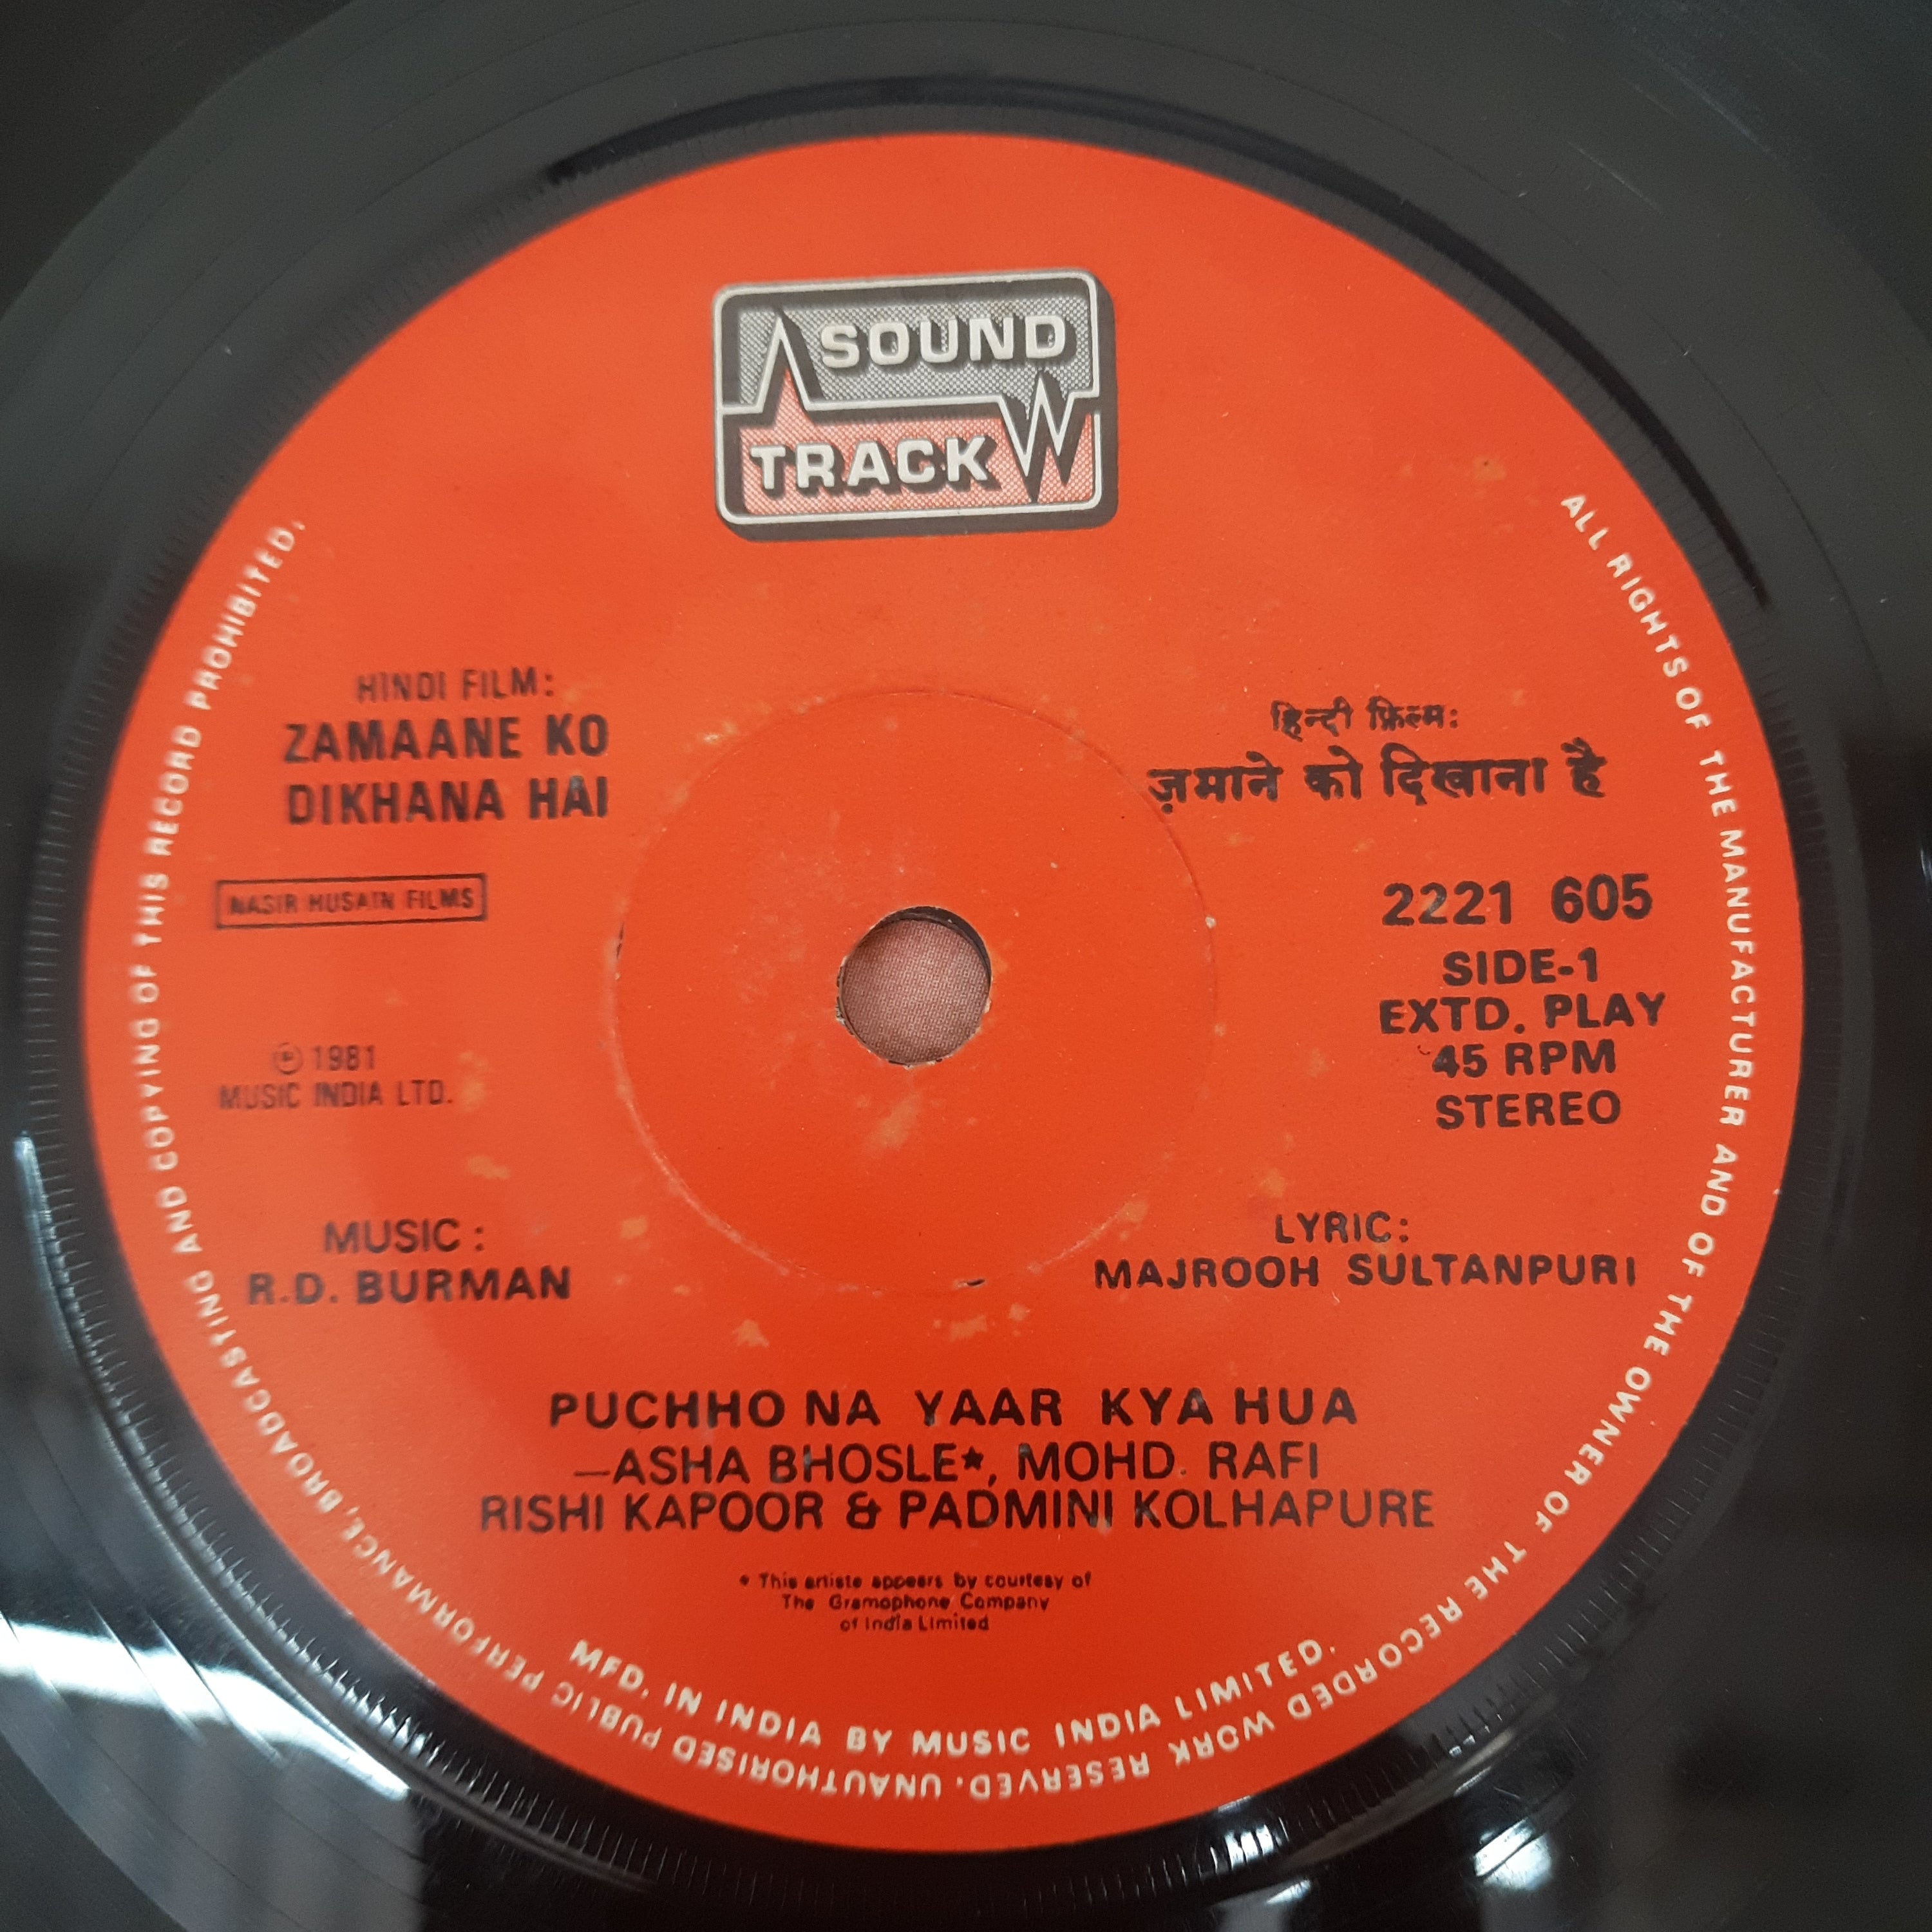 SOUND
TRACK
HINDI FILM:
ZAMAANE KO
DIKHANA HAI
NASIR HUSAIN FILMS
℗ 1981
MUSIC INDIA LTD.
हिन्दी फ़िल्म:
ज़माने को दिखाना है
2221 605
SIDE-1
EXTD. PLAY
45 RPM
STEREO
MUSIC :
R.D. BURMAN
LYRIC:
MAJROOH SULTANPURI
PUCHHO NA YAAR KYA HUA
—ASHA BHOSLE*, MOHD. RAFI
RISHI KAPOOR & PADMINI KOLHAPURE
* This artiste appears by courtesy of
The Gramophone Company
of India Limited
MFD. IN INDIA BY MUSIC INDIA LIMITED.
ALL RIGHTS OF THE MANUFACTURER AND OF THE OWNER OF THE RECORDED WORK RESERVED. UNAUTHORISED PUBLIC PERFORMANCE, BROADCASTING AND COPYING OF THIS RECORD PROHIBITED.